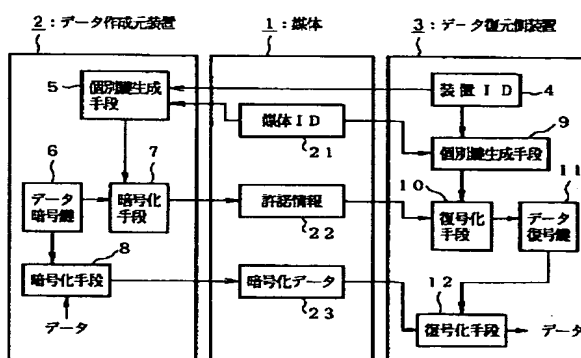 2:データ作成元装置
1:媒体
3:データ復元側装置
5
個別鍵生成
手段
装置ID
4
媒体ID
21
9
個別鍵生成手段
6
7
データ
暗号鍵
暗号化
手段
許諾情報
22
10
復号化
手段
11
データ
復号鍵
8
暗号化手段
暗号化データ
23
12
復号化手段
データ
データ